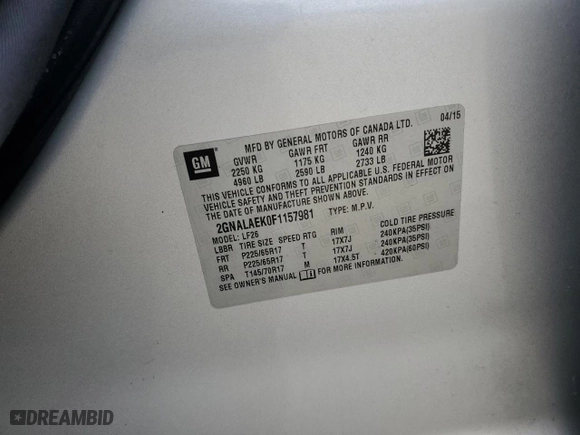 MFD BY GENERAL MOTORS OF CANADA LTD. 04/15
GM
GVWR GAWR FRT GAWR RR
2250 KG 1175 KG 1240 KG
4960 LB 2590 LB 2733 LB
THIS VEHICLE CONFORMS TO ALL APPLICABLE U.S. FEDERAL MOTOR
VEHICLE SAFETY AND THEFT PREVENTION STANDARDS IN EFFECT ON
THE DATE OF MANUFACTURE SHOWN ABOVE.
2GNALAEK0F1157981 TYPE: M.P.V.
MODEL: LF26
LBBR TIRE SIZE SPEED RTG RIM COLD TIRE PRESSURE
FRT P225/65R17 T 17X7J 240KPA(35PSI)
RR P225/65R17 T 17X7J 240KPA(35PSI)
SPA T145/70R17 M 17X4.5T 420KPA(60PSI)
SEE OWNER'S MANUAL FOR MORE INFORMATION.
DREAMBID